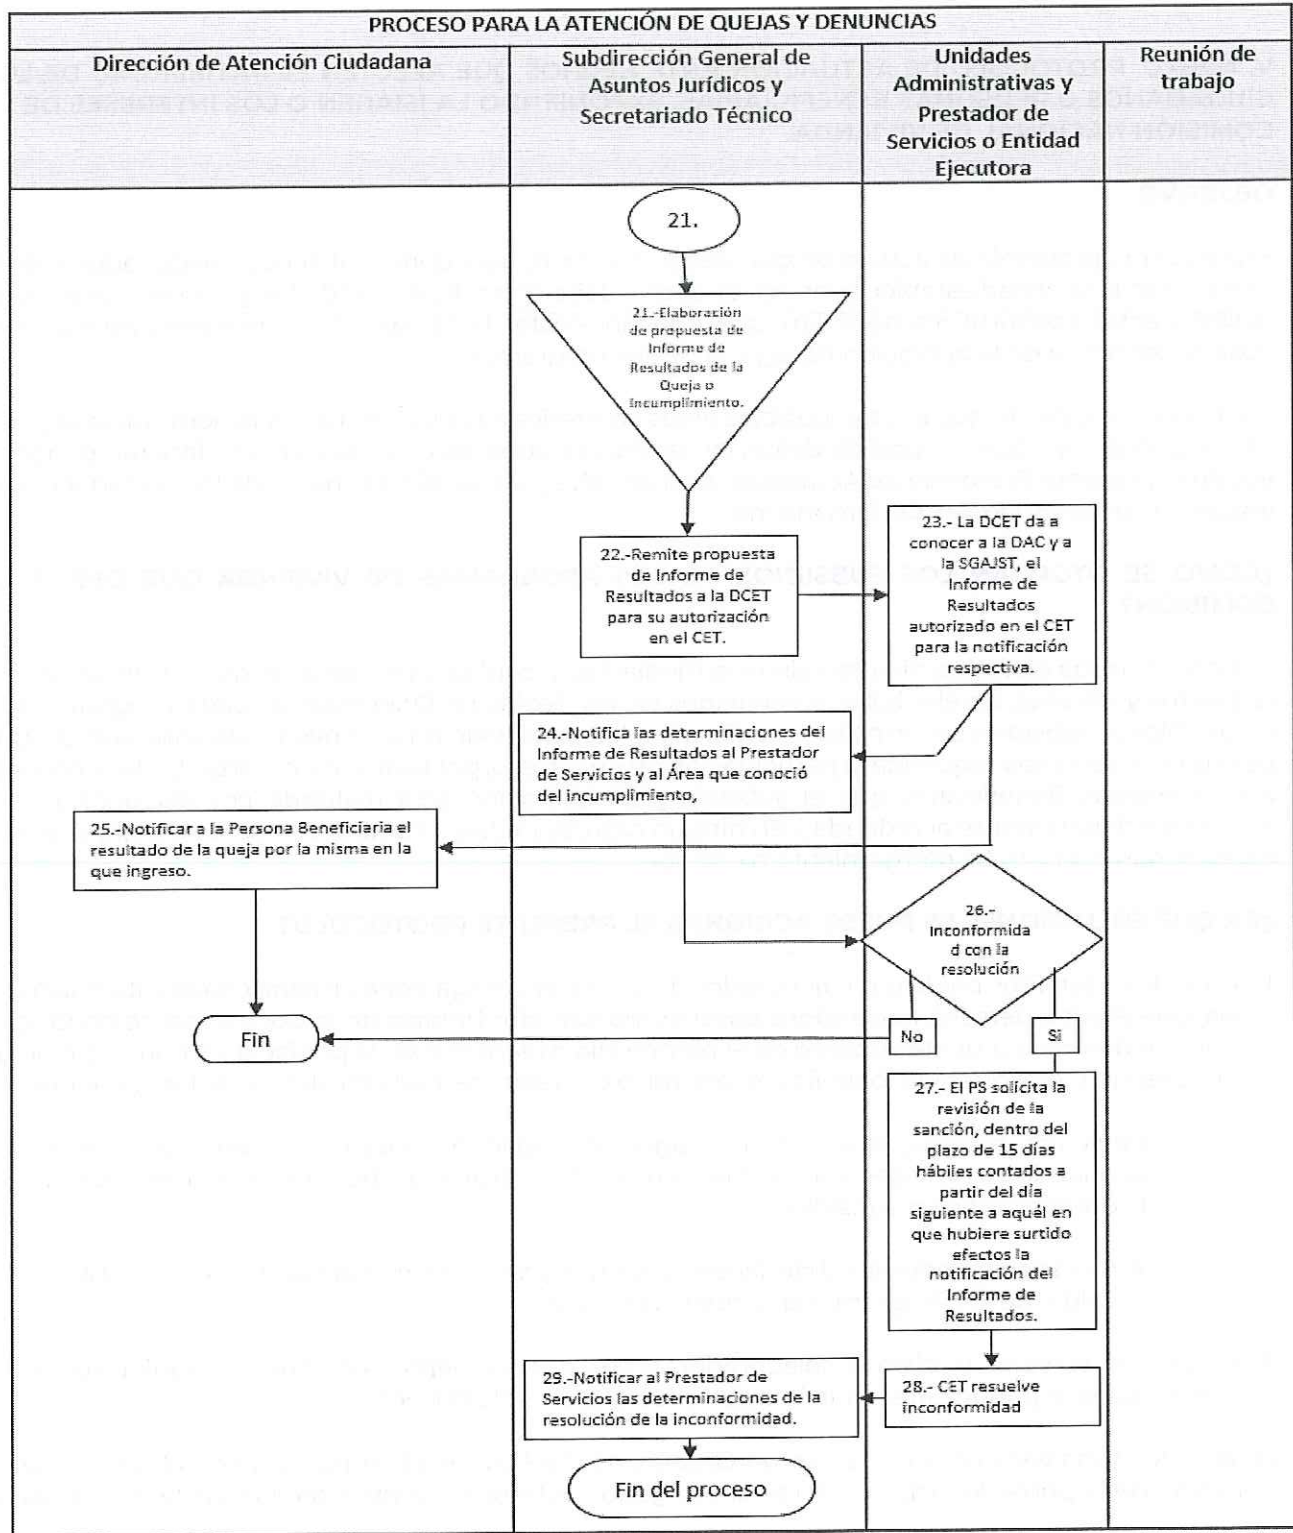 PROCESO PARA LA ATENCIÓN DE QUEJAS Y DENUNCIAS
Dirección de Atención Ciudadana
Subdirección General de
Asuntos Jurídicos y
Secretariado Técnico
Unidades
Administrativas y
Prestador de
Servicios o Entidad
Ejecutora
Reunión de
trabajo
21.
21.-Elaboración
de propuesta de
Informe de
Resultados de la
Queja o
Incumplimiento.
22.-Remite propuesta
de Informe de
Resultados a la DCET
para su autorización
en el CET.
23.- La DCET da a
conocer a la DAC y a
la SGAJST, el
Informe de
Resultados
autorizado en el CET
para la notificación
respectiva.
24.-Notifica las determinaciones del
Informe de Resultados al Prestador
de Servicios y al Área que conoció
del incumplimiento,
25.-Notificar a la Persona Beneficiaria el
resultado de la queja por la misma en la
que ingreso.
26.-
Inconformida
d con la
resolución
Fin
No
Si
27.- El PS solicita la
revisión de la
sanción, dentro del
plazo de 15 días
hábiles contados a
partir del día
siguiente a aquél en
que hubiere surtido
efectos la
notificación del
Informe de
Resultados.
28.- CET resuelve
inconformidad
29.-Notificar al Prestador de
Servicios las determinaciones de la
resolución de la inconformidad.
Fin del proceso